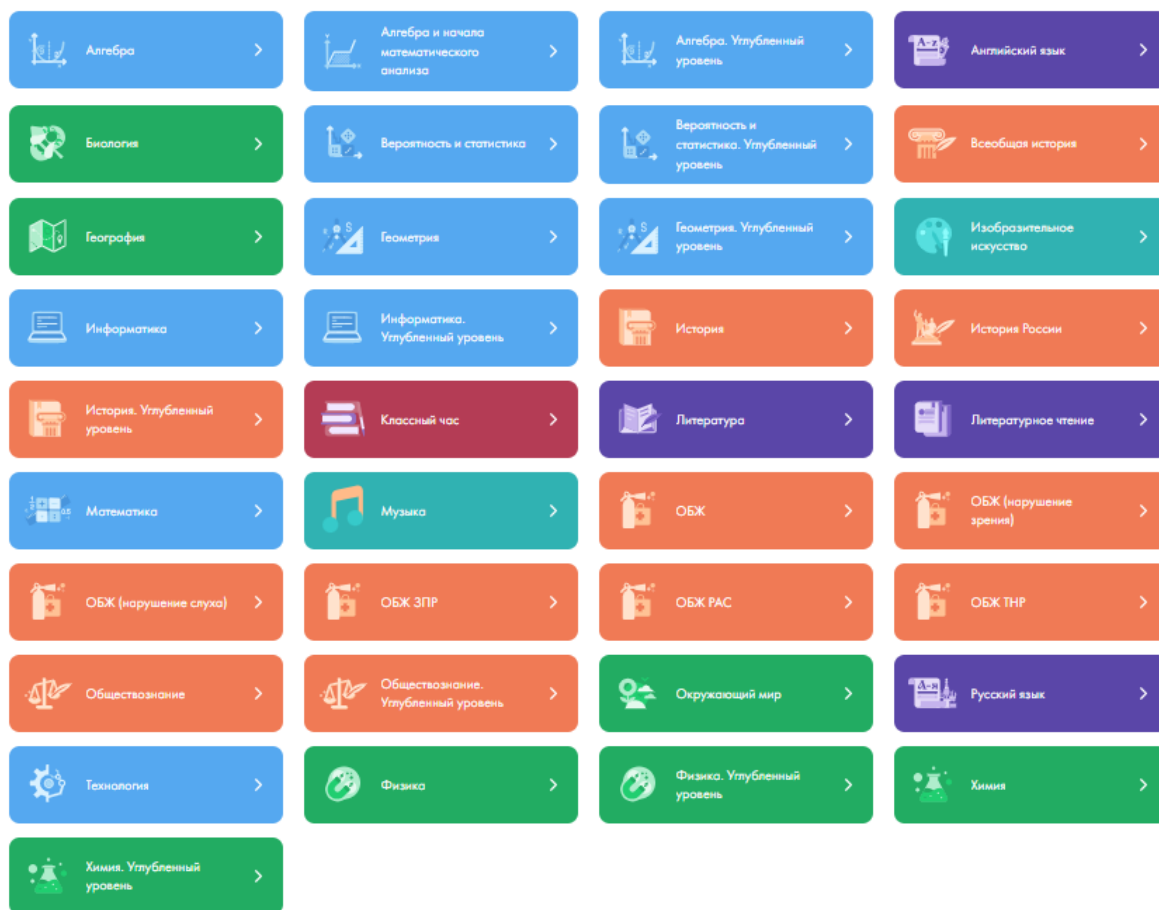 Алгебра
Алгебра и начала
математического
анализа
Алгебра. Углубленный
уровень
A-z
Английский язык
Биология
Вероятность и статистика
Вероятность и
статистика. Углубленный
уровень
Всеобщая история
География
Геометрия
Геометрия. Углубленный
уровень
Изобразительное
искусство
Информатика
Информатика.
Углубленный уровень
История
История России
История. Углубленный
уровень
Классный час
Литература
Литературное чтение
Математика
Музыка
ОБЖ
ОБЖ (нарушение
зрения)
ОБЖ (нарушение слуха)
ОБЖ ЗПР
ОБЖ РАС
ОБЖ ТНР
Обществознание
Обществознание.
Углубленный уровень
Окружающий мир
А-я
Русский язык
Технология
Физика
Физика. Углубленный
уровень
Химия
Химия. Углубленный
уровень